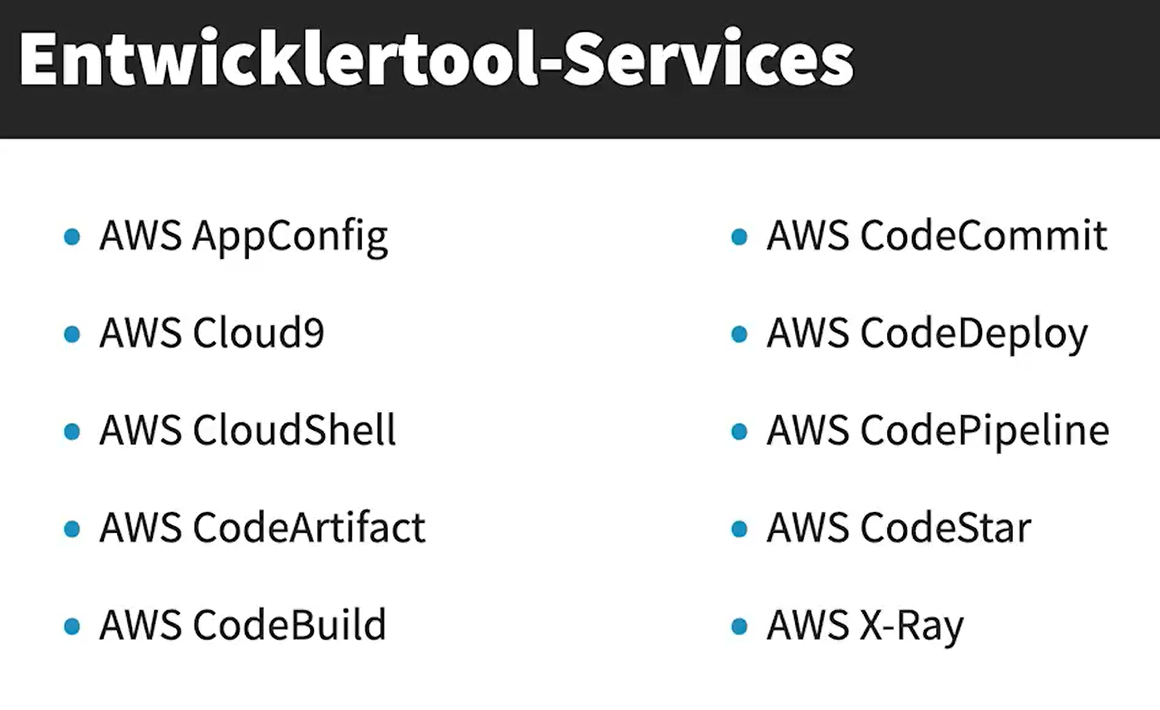 Entwicklertool-Services
AWS AppConfig
AWS Cloud9
AWS CloudShell
AWS CodeArtifact
AWS CodeBuild
AWS CodeCommit
AWS CodeDeploy
AWS CodePipeline
AWS CodeStar
AWS X-Ray